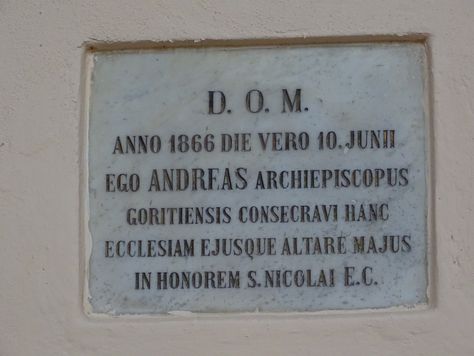 D. O. M.
ANNO 1866 DIE VERO 10. JUNII
EGO ANDREAS ARCHIEPISCOPUS
GORITIENSIS CONSECRAVI HANC
ECCLESIAM EJUSQUE ALTARE MAJUS
IN HONOREM S. NICOLAI E.C.